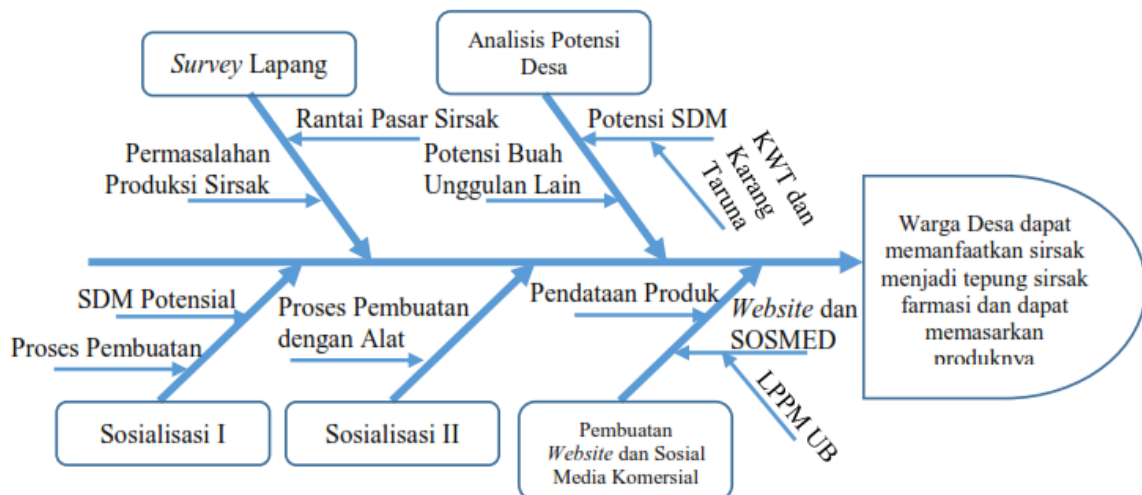 Survey Lapang
Analisis Potensi
Desa
Rantai Pasar Sirsak
Permasalahan
Produksi Sirsak
Potensi SDM
Potensi Buah
Unggulan Lain
KWT dan
Karang
Taruna
Warga Desa dapat
memanfaatkan sirsak
menjadi tepung sirsak
farmasi dan dapat
memasarkan
produknya
SDM Potensial
Proses Pembuatan
Proses Pembuatan
dengan Alat
Pendataan Produk
Website dan
SOSMED
LPPM UB
Sosialisasi I
Sosialisasi II
Pembuatan
Website dan Sosial
Media Komersial